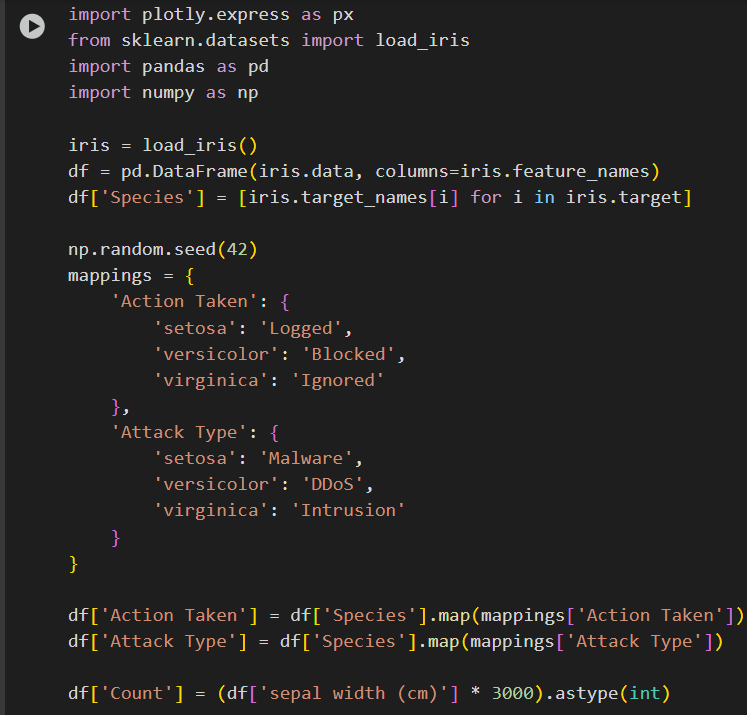 import plotly.express as px
from sklearn.datasets import load_iris
import pandas as pd
import numpy as np

iris = load_iris()
df = pd.DataFrame(iris.data, columns=iris.feature_names)
df['Species'] = [iris.target_names[i] for i in iris.target]

np.random.seed(42)
mappings = {
    'Action Taken': {
        'setosa': 'Logged',
        'versicolor': 'Blocked',
        'virginica': 'Ignored'
    },
    'Attack Type': {
        'setosa': 'Malware',
        'versicolor': 'DDoS',
        'virginica': 'Intrusion'
    }
}

df['Action Taken'] = df['Species'].map(mappings['Action Taken'])
df['Attack Type'] = df['Species'].map(mappings['Attack Type'])

df['Count'] = (df['sepal width (cm)'] * 3000).astype(int)